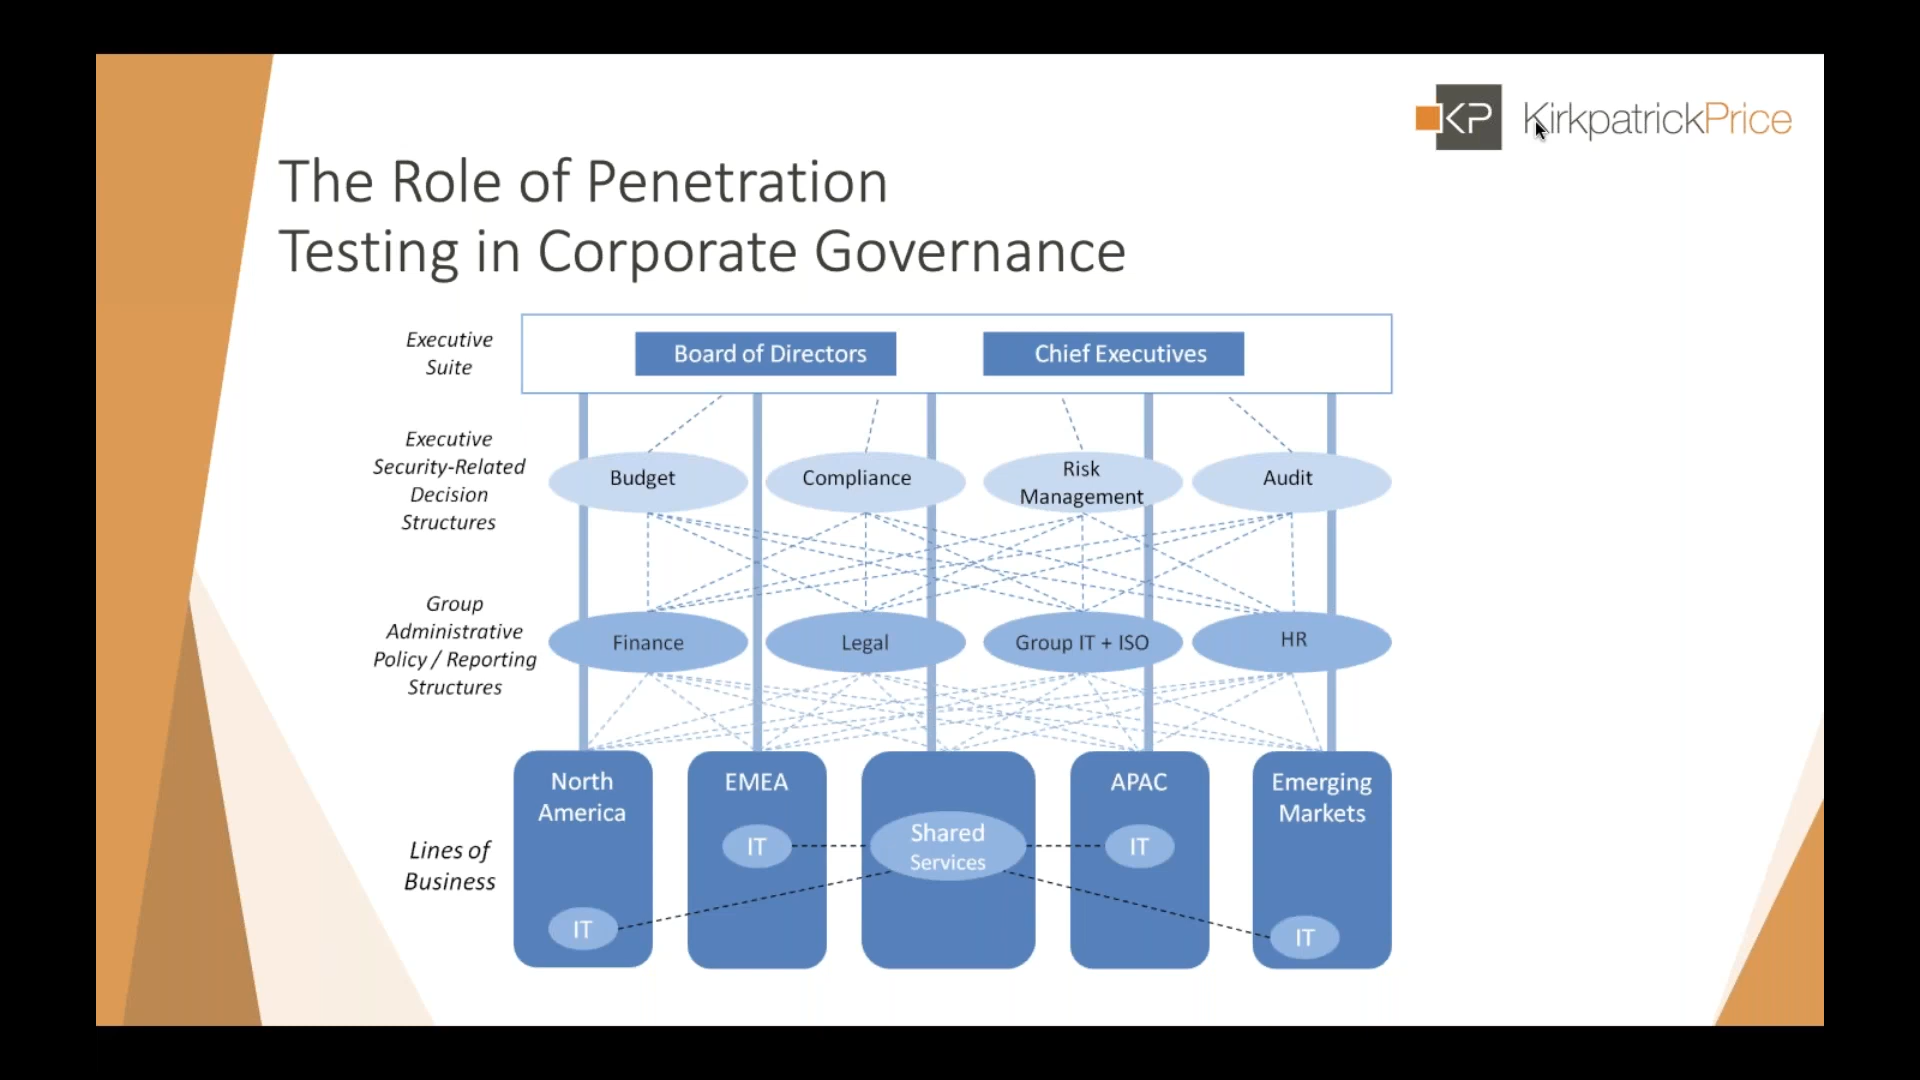 KP KirkpatrickPrice
The Role of Penetration
Testing in Corporate Governance
Executive
Suite
Board of Directors
Chief Executives
Executive
Security-Related
Decision
Structures
Budget
Compliance
Risk
Management
Audit
Group
Administrative
Policy / Reporting
Structures
Finance
Legal
Group IT + ISO
HR
Lines of
Business
North
America
IT
EMEA
IT
Shared
Services
APAC
IT
Emerging
Markets
IT